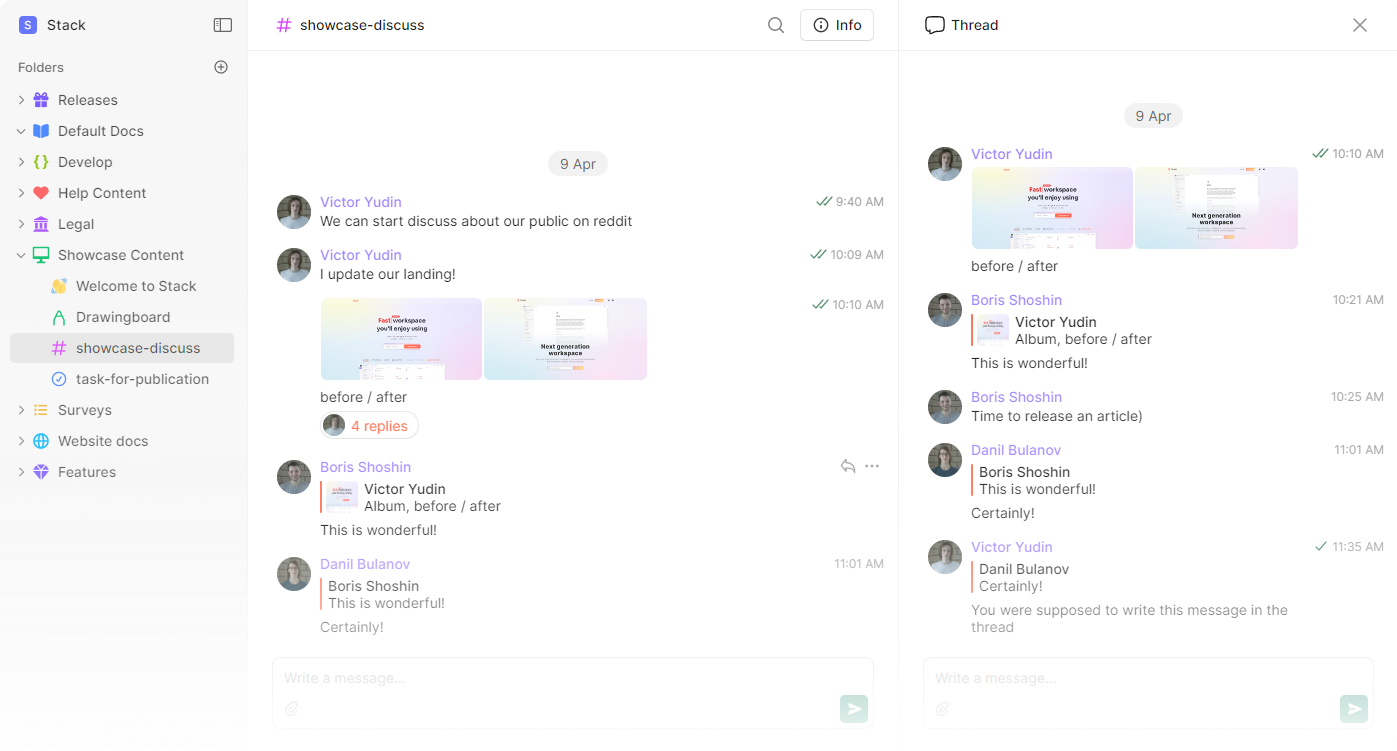 S Stack
Folders
Releases
Default Docs
Develop
Help Content
Legal
Showcase Content
Welcome to Stack
Drawingboard
showcase-discuss
task-for-publication
Surveys
Website docs
Features
showcase-discuss
Info
9 Apr
Victor Yudin 9:40 AM
We can start discuss about our public on reddit
Victor Yudin 10:09 AM
I update our landing!
10:10 AM
Fast workspace
you'll enjoy using
Next generation
workspace
before / after
4 replies
Boris Shoshin
Victor Yudin
Album, before / after
This is wonderful!
Danil Bulanov 11:01 AM
Boris Shoshin
This is wonderful!
Certainly!
Write a message...
Thread
9 Apr
Victor Yudin 10:10 AM
Fast workspace
you'll enjoy using
Next generation
workspace
before / after
Boris Shoshin 10:21 AM
Victor Yudin
Album, before / after
This is wonderful!
Boris Shoshin 10:25 AM
Time to release an article)
Danil Bulanov 11:01 AM
Boris Shoshin
This is wonderful!
Certainly!
Victor Yudin 11:35 AM
Danil Bulanov
Certainly!
You were supposed to write this message in the
thread
Write a message...